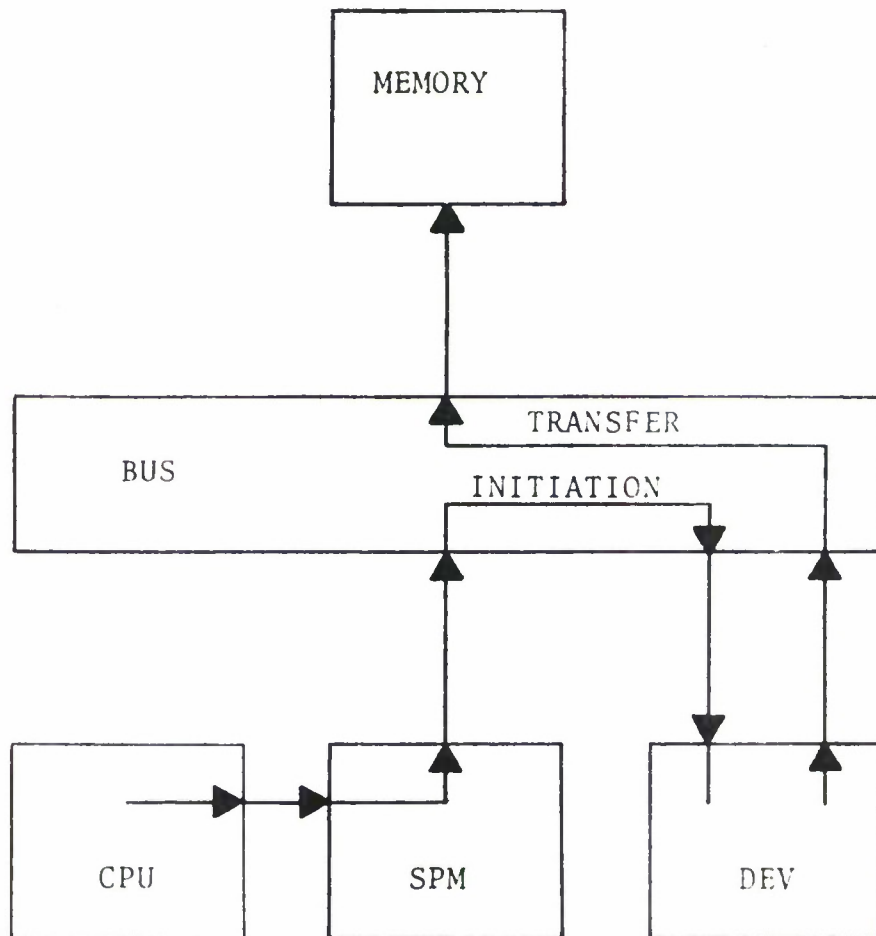 MEMORY
TRANSFER
BUS
INITIATION
CPU
SPM
DEV